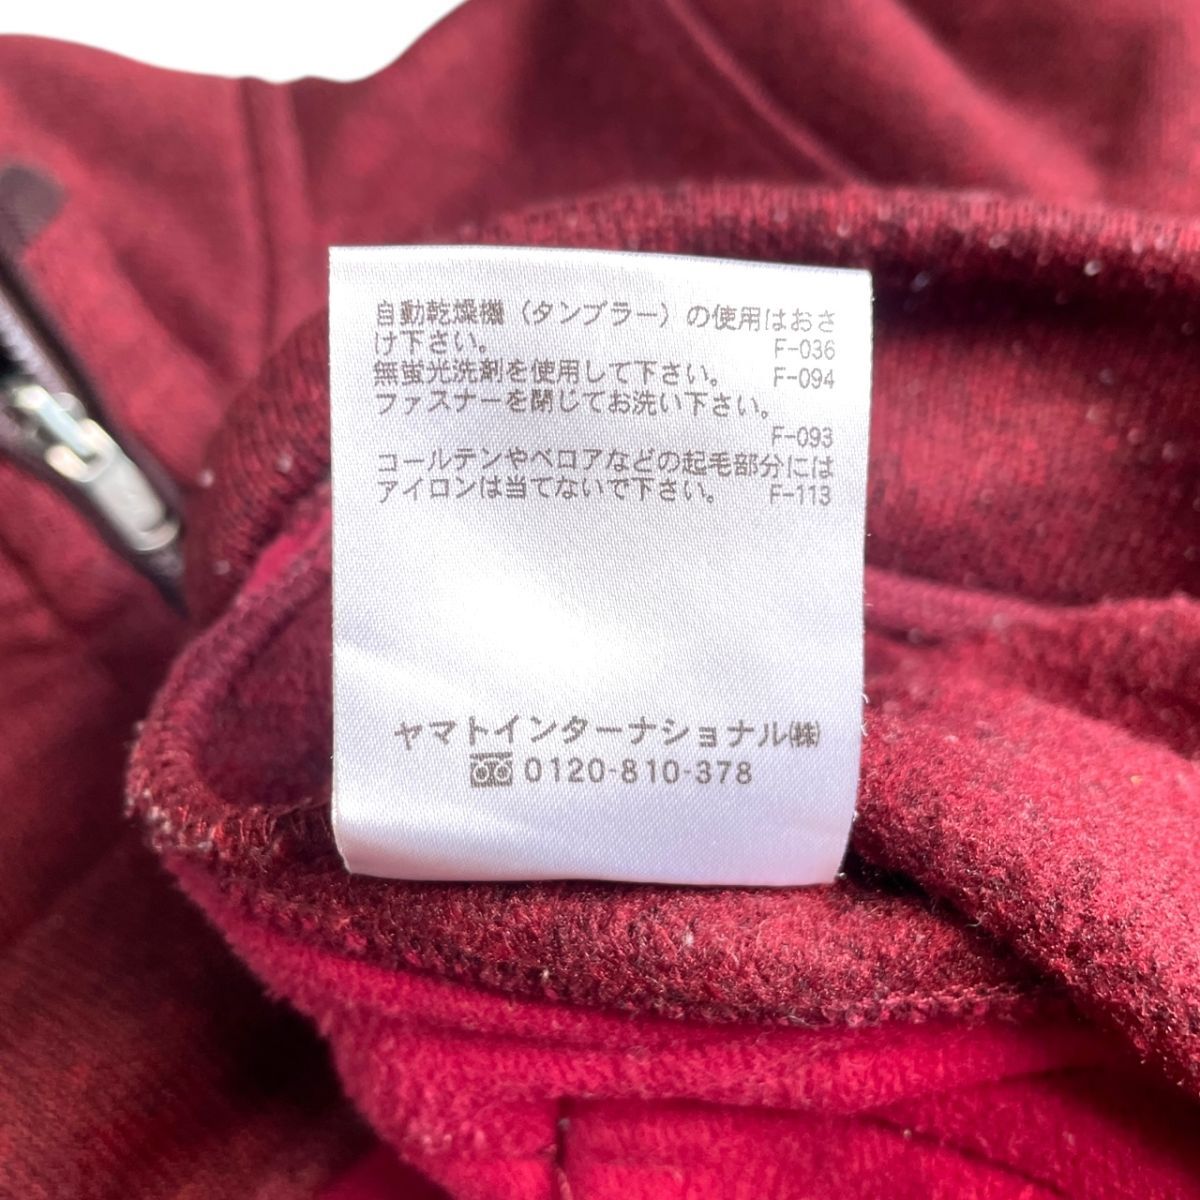 自動乾燥機（タンブラー）の使用はおさ
け下さい。 F-036
無蛍光洗剤を使用して下さい。 F-094
ファスナーを閉じてお洗い下さい。
F-093
コールテンやベロアなどの起毛部分には
アイロンは当てないで下さい。 F-113
ヤマトインターナショナル㈱
0120-810-378